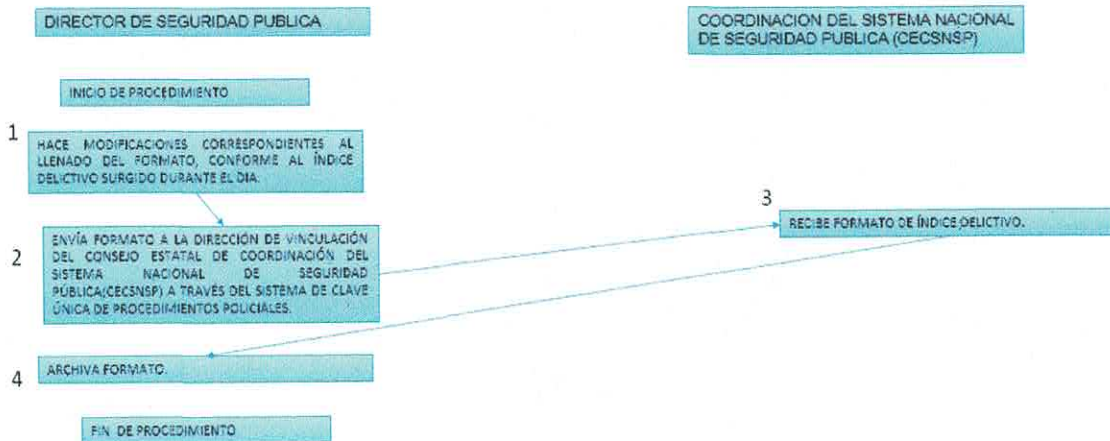 DIRECTOR DE SEGURIDAD PUBLICA
COORDINACION DEL SISTEMA NACIONAL
DE SEGURIDAD PUBLICA (CECSNSP)
INICIO DE PROCEDIMIENTO
1
HACE MODIFICACIONES CORRESPONDIENTES AL
LLENADO DEL FORMATO, CONFORME AL ÍNDICE
DELICTIVO SURGIDO DURANTE EL DIA.
2
ENVÍA FORMATO A LA DIRECCIÓN DE VINCULACIÓN
DEL CONSEJO ESTATAL DE COORDINACIÓN DEL
SISTEMA NACIONAL DE SEGURIDAD
PÚBLICA(CECSNSP) A TRAVÉS DEL SISTEMA DE CLAVE
ÚNICA DE PROCEDIMIENTOS POLICIALES.
3
RECIBE FORMATO DE ÍNDICE DELICTIVO.
4
ARCHIVA FORMATO.
FIN DE PROCEDIMIENTO